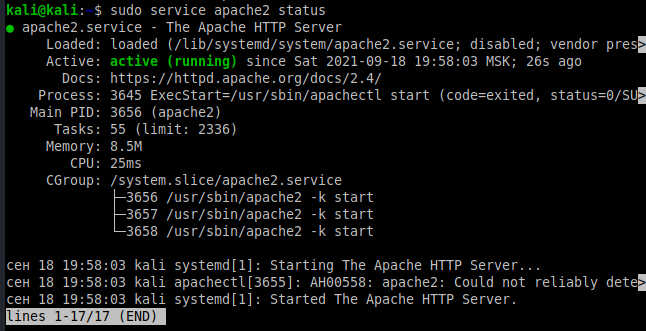 kali@kali:~$ sudo service apache2 status
● apache2.service - The Apache HTTP Server
Loaded: loaded (/lib/systemd/system/apache2.service; disabled; vendor pres>
Active: active (running) since Sat 2021-09-18 19:58:03 MSK; 26s ago
Docs: https://httpd.apache.org/docs/2.4/
Process: 3645 ExecStart=/usr/sbin/apachectl start (code=exited, status=0/SU>
Main PID: 3656 (apache2)
Tasks: 55 (limit: 2336)
Memory: 8.5M
CPU: 25ms
CGroup: /system.slice/apache2.service
├─3656 /usr/sbin/apache2 -k start
├─3657 /usr/sbin/apache2 -k start
└─3658 /usr/sbin/apache2 -k start
сен 18 19:58:03 kali systemd[1]: Starting The Apache HTTP Server...
сен 18 19:58:03 kali apachectl[3655]: AH00558: apache2: Could not reliably dete>
сен 18 19:58:03 kali systemd[1]: Started The Apache HTTP Server.
lines 1-17/17 (END)